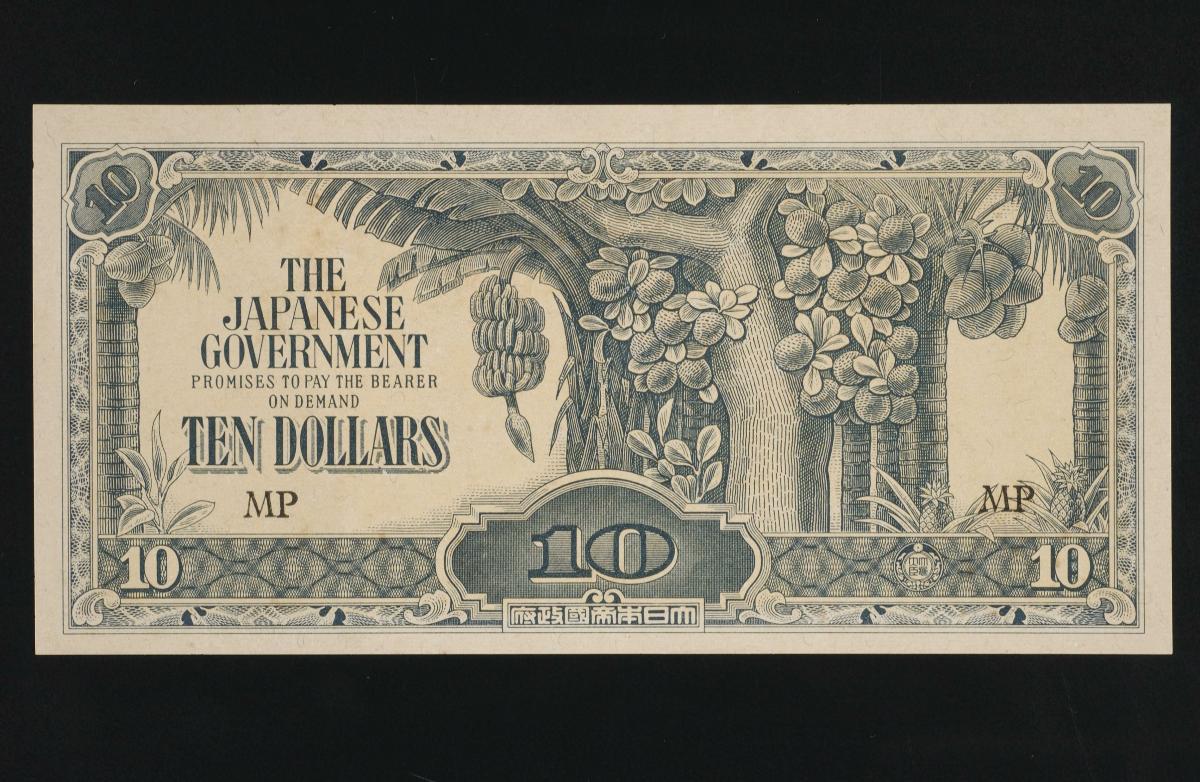 10
10
THE
JAPANESE
GOVERNMENT
PROMISES TO PAY THE BEARER
ON DEMAND
TEN DOLLARS
MP
MP
10
10
10
大日本帝國政府